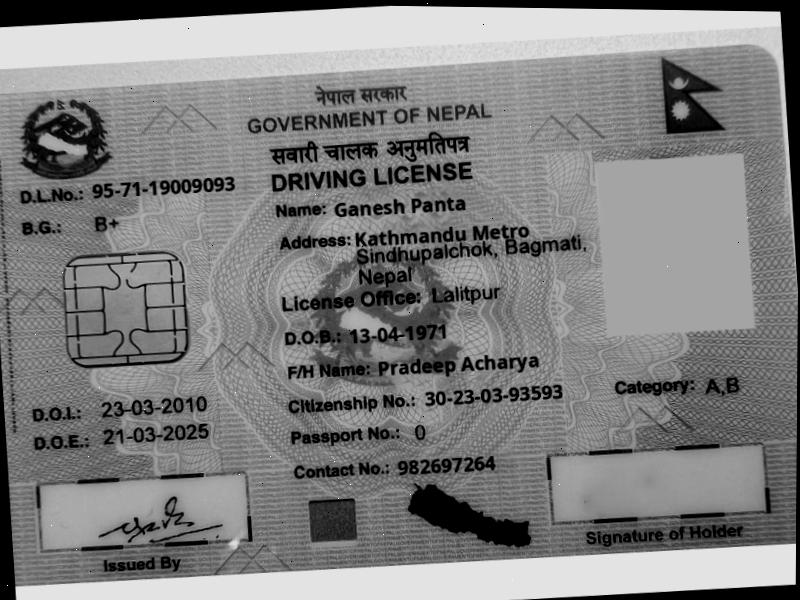 नेपाल सरकार
GOVERNMENT OF NEPAL
सवारी चालक अनुमतिपत्र
DRIVING LICENSE
D.L.No.: 95-71-19009093
B.G.: B+
Name: Ganesh Panta
Address: Kathmandu Metro
Sindhupalchok, Bagmati,
Nepal
License Office: Lalitpur
D.O.B.: 13-04-1971
F/H Name: Pradeep Acharya
Citizenship No.: 30-23-03-93593
Category: A,B
D.O.I.: 23-03-2010
D.O.E.: 21-03-2025
Passport No.: 0
Contact No.: 982697264
Issued By
Signature of Holder